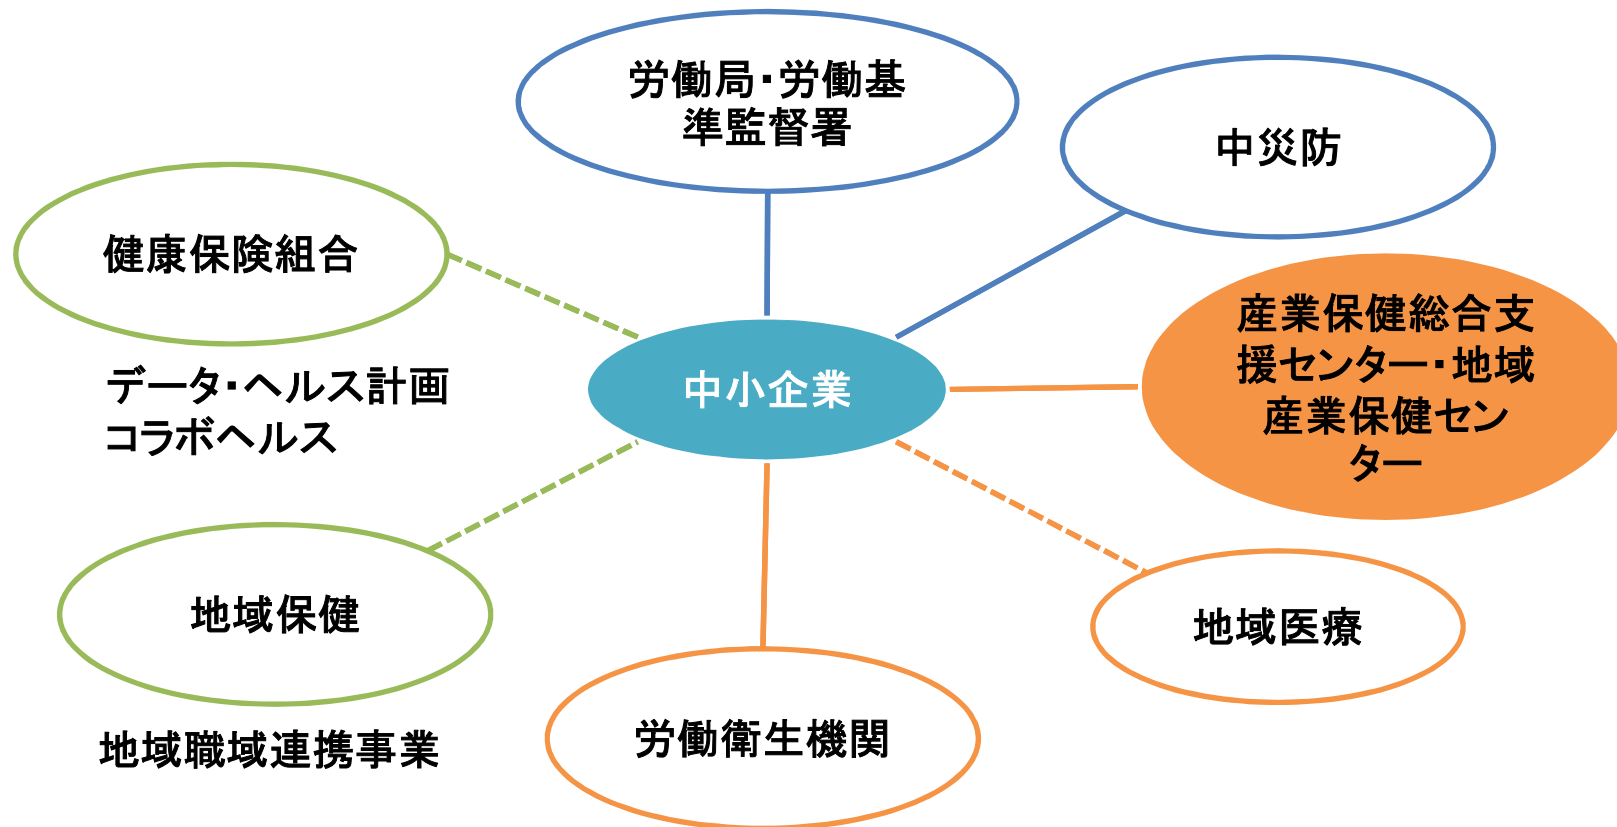 労働局・労働基
準監督署
中災防
健康保険組合
産業保健総合支
援センター・地域
産業保健セン
ター
データ・ヘルス計画
コラボヘルス
中小企業
地域保健
地域医療
労働衛生機関
地域職域連携事業